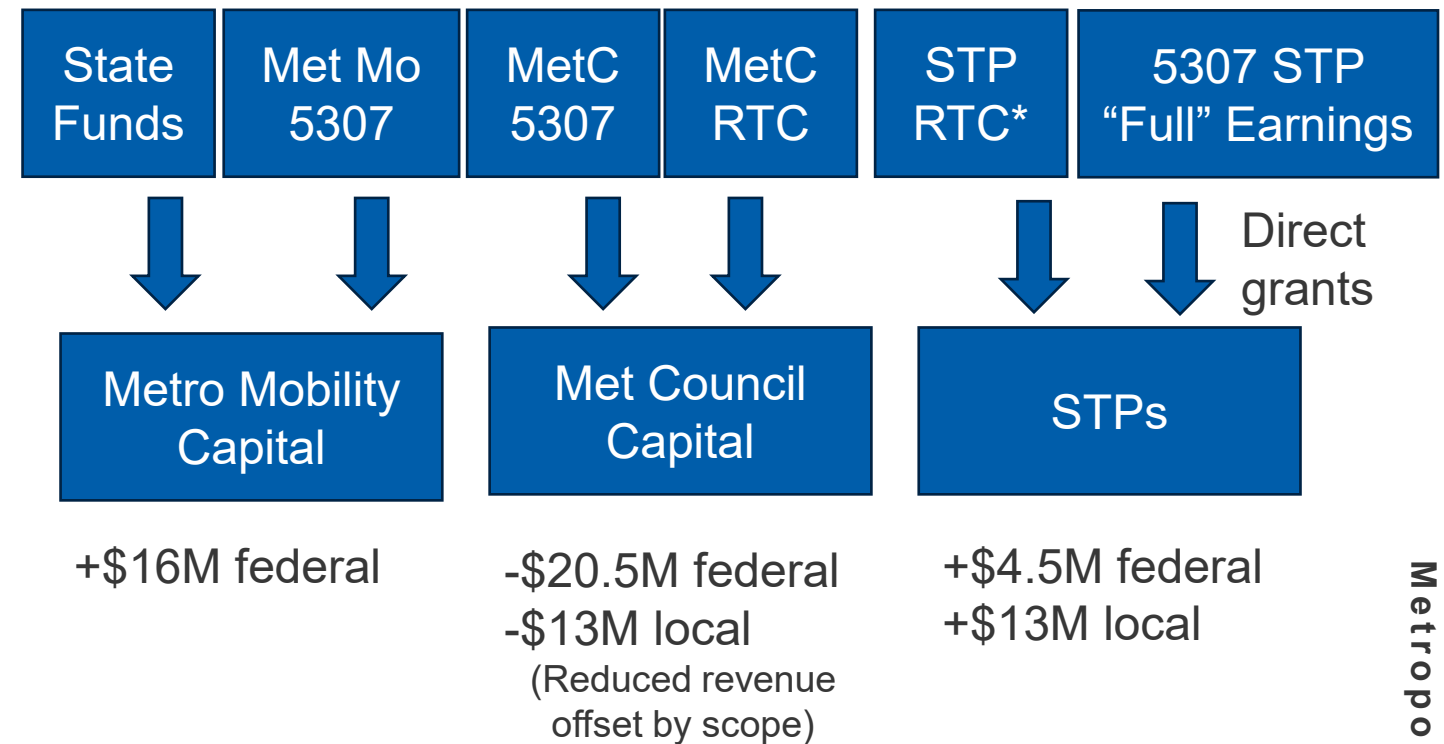 State
Funds
Met Mo
5307
MetC
5307
MetC
RTC
STP
RTC*
5307 STP
“Full” Earnings
Direct
grants
Metro Mobility
Capital
Met Council
Capital
STPs
+$16M federal
-$20.5M federal
-$13M local
(Reduced revenue
offset by scope)
+$4.5M federal
+$13M local
Metropo